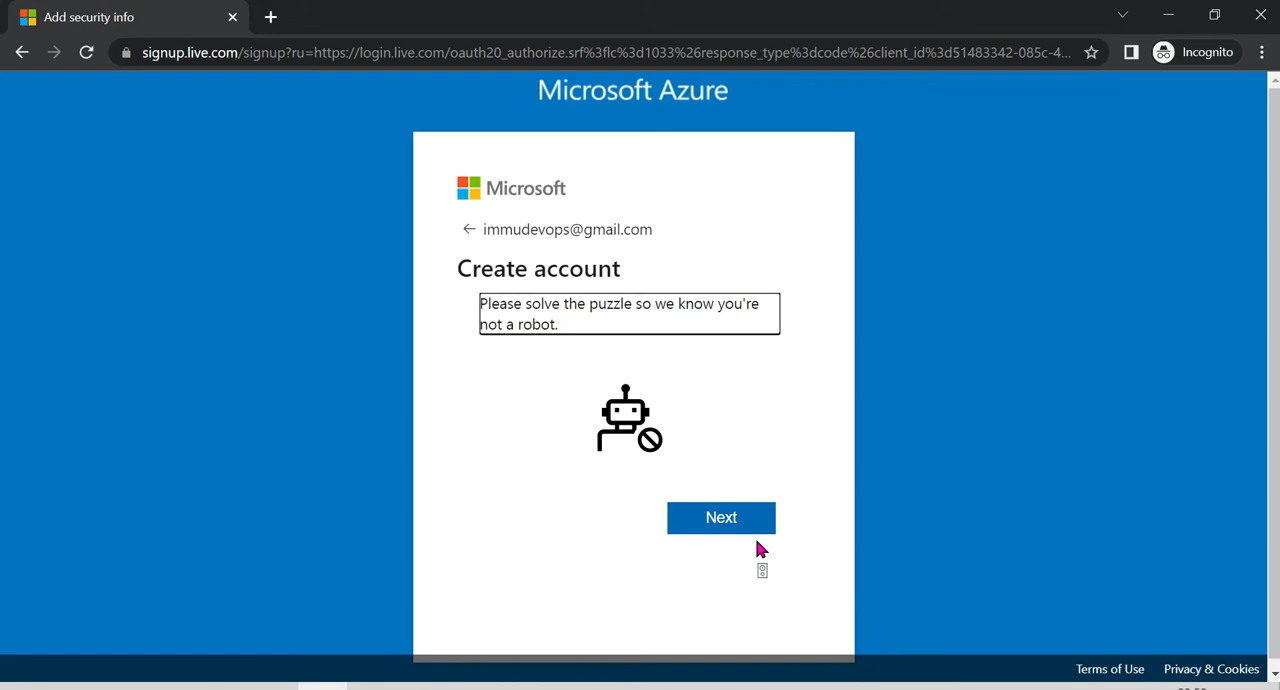 Add security info
signup.live.com/signup?ru=https://login.live.com/oauth20_authorize.srf%3flc%3d1033%26response_type%3dcode%26client_id%3d51483342-085c-4...
Incognito
Microsoft Azure
Microsoft
immudevops@gmail.com
Create account
Please solve the puzzle so we know you're
not a robot.
Next
Terms of Use Privacy & Cookies